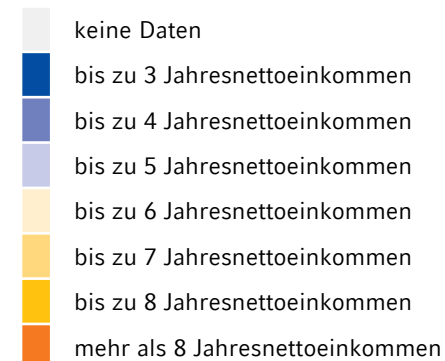 keine Daten
bis zu 3 Jahresnettoeinkommen
bis zu 4 Jahresnettoeinkommen
bis zu 5 Jahresnettoeinkommen
bis zu 6 Jahresnettoeinkommen
bis zu 7 Jahresnettoeinkommen
bis zu 8 Jahresnettoeinkommen
mehr als 8 Jahresnettoeinkommen